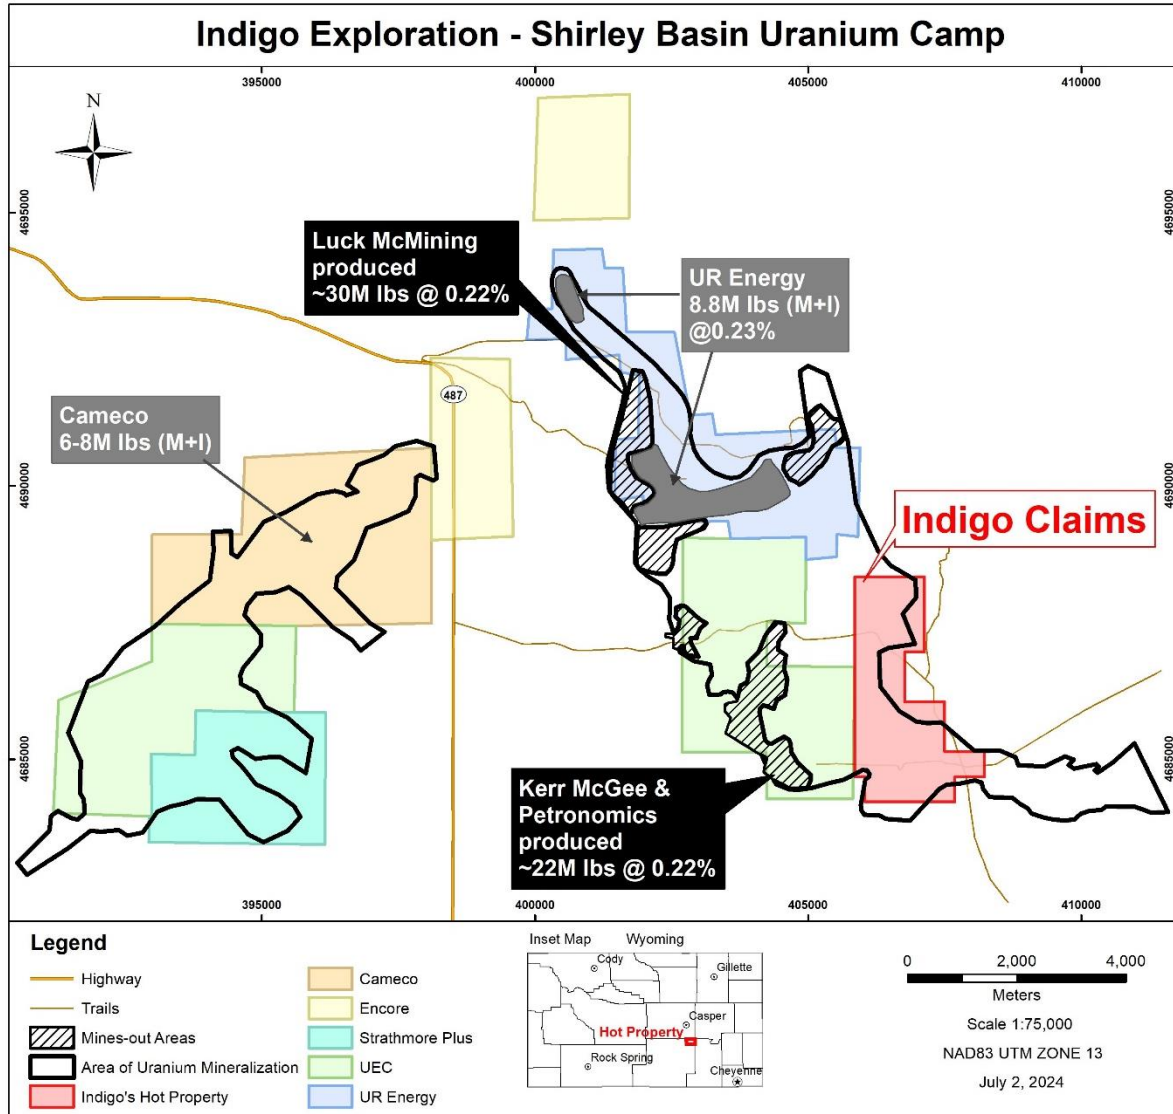 Indigo Exploration - Shirley Basin Uranium Camp
395000
400000
405000
410000
N
4695000
4695000
Luck McMining
produced
~30M lbs @ 0.22%
UR Energy
8.8M lbs (M+I)
@0.23%
487
Cameco
6-8M lbs (M+I)
4690000
4690000
Indigo Claims
4685000
4685000
Kerr McGee &
Petronomics
produced
~22M lbs @ 0.22%
395000
400000
405000
410000
Legend
Highway
Trails
Mines-out Areas
Area of Uranium Mineralization
Indigo's Hot Property
Cameco
Encore
Strathmore Plus
UEC
UR Energy
Inset Map Wyoming
Cody
Gillette
Casper
Hot Property
Rock Spring
Cheyenne
0 2,000 4,000
Meters
Scale 1:75,000
NAD83 UTM ZONE 13
July 2, 2024